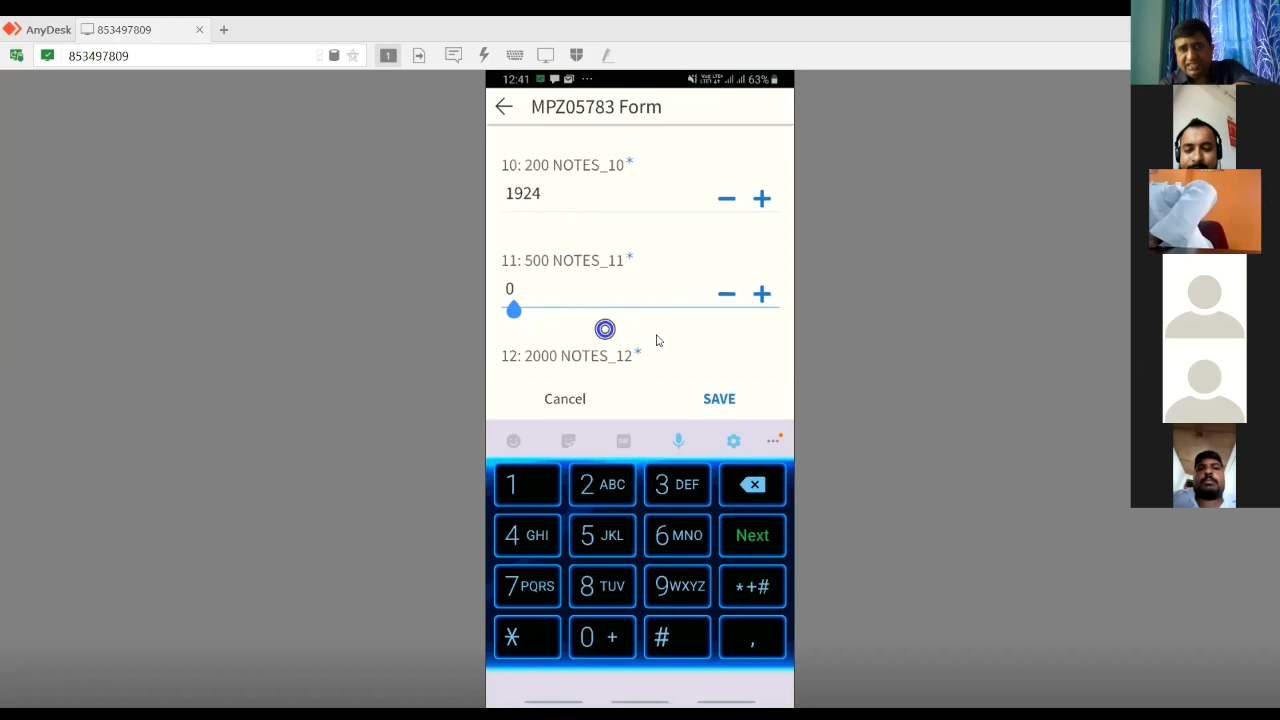 AnyDesk
853497809
853497809
1
12:41
63%
MPZ05783 Form
10: 200 NOTES_10*
1924
11: 500 NOTES_11*
0
12: 2000 NOTES_12*
Cancel
SAVE
1
2 ABC
3 DEF
4 GHI
5 JKL
6 MNO
Next
7 PQRS
8 TUV
9 WXYZ
*+#
*
0 +
#
,